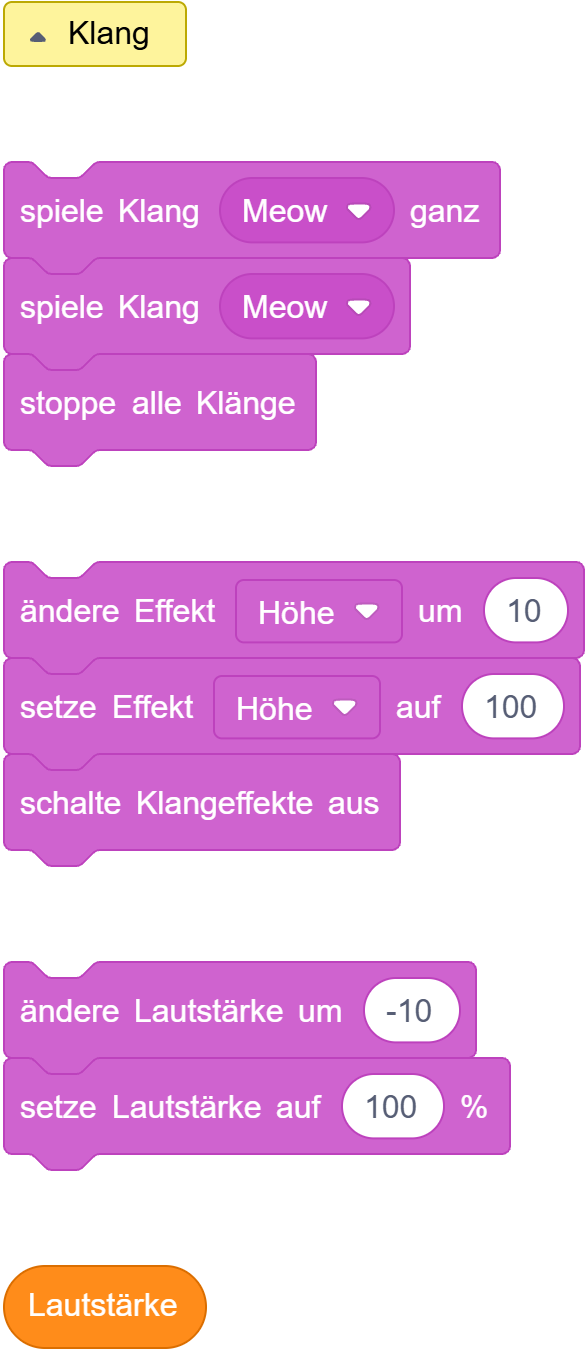 Klang
spiele Klang Meow ganz
spiele Klang Meow
stoppe alle Klänge
ändere Effekt Höhe um 10
setze Effekt Höhe auf 100
schalte Klangeffekte aus
ändere Lautstärke um -10
setze Lautstärke auf 100 %
Lautstärke